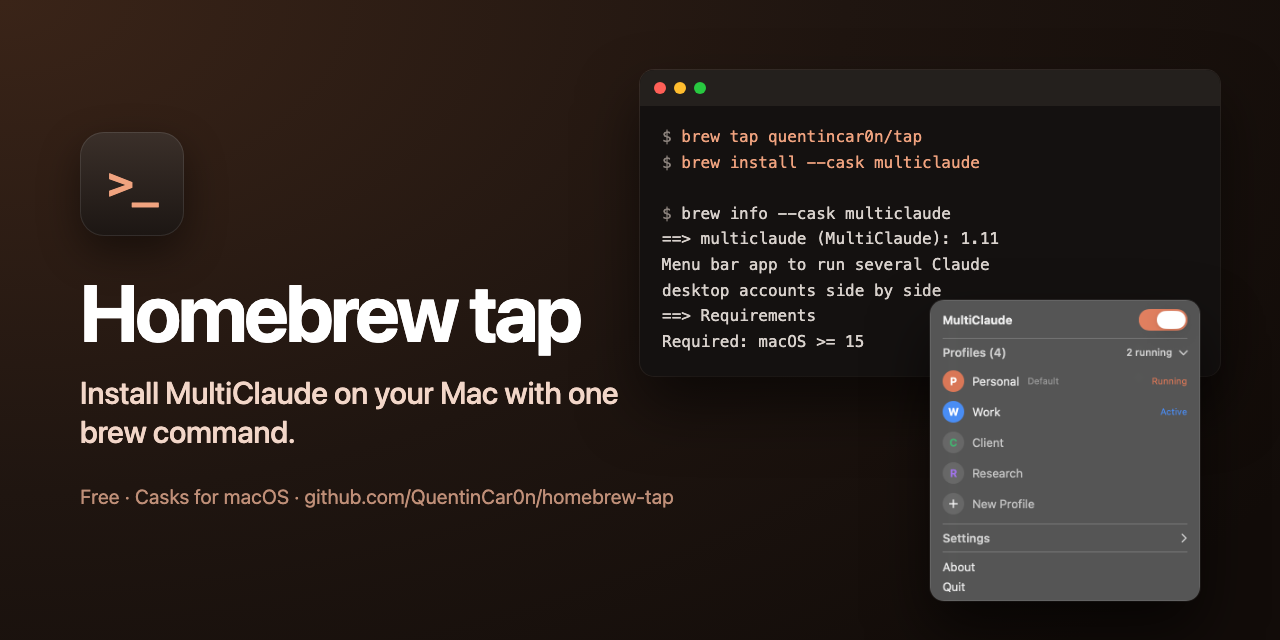 >_
Homebrew tap
Install MultiClaude on your Mac with one
brew command.
Free · Casks for macOS · github.com/QuentinCar0n/homebrew-tap
$ brew tap quentincar0n/tap
$ brew install --cask multiclaude
$ brew info --cask multiclaude
==> multiclaude (MultiClaude): 1.11
Menu bar app to run several Claude
desktop accounts side by side
==> Requirements
Required: macOS >= 15
MultiClaude
Profiles (4) 2 running
P Personal Default Running
W Work Active
C Client
R Research
+ New Profile
Settings
About
Quit